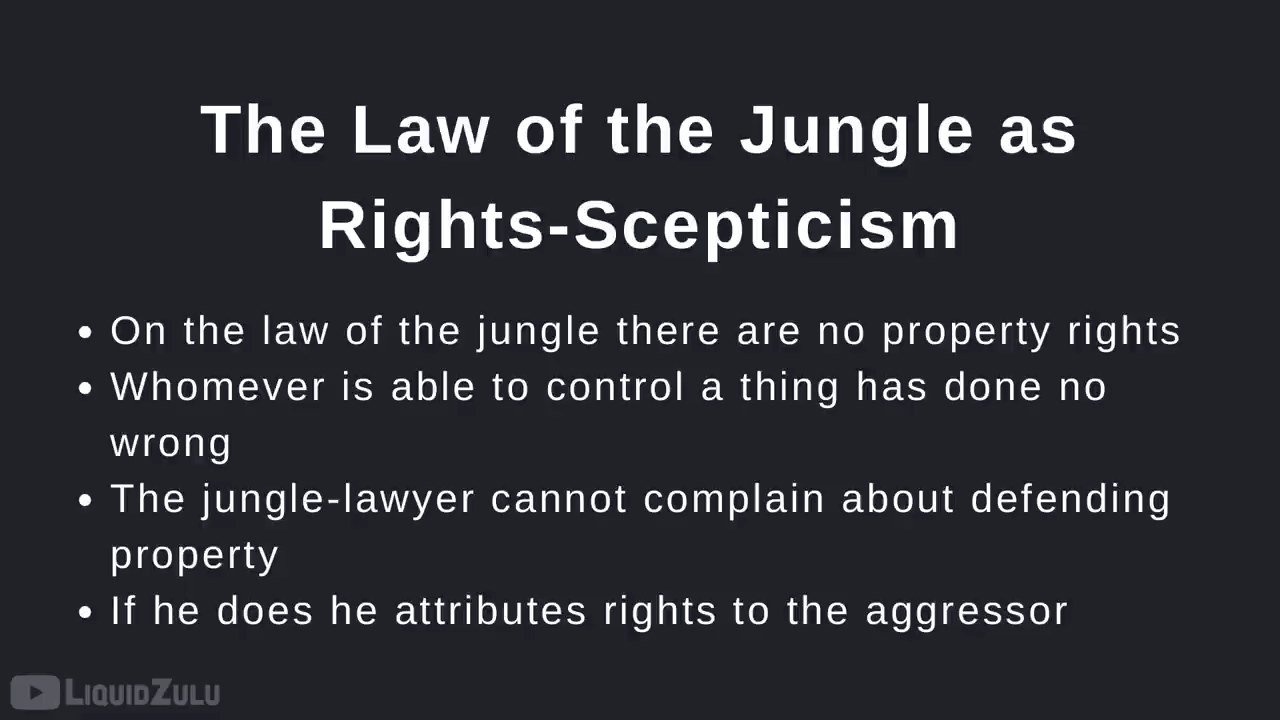 The Law of the Jungle as
Rights-Scepticism
• On the law of the jungle there are no property rights
• Whomever is able to control a thing has done no
wrong
• The jungle-lawyer cannot complain about defending
property
• If he does he attributes rights to the aggressor
LIQUIDZULU